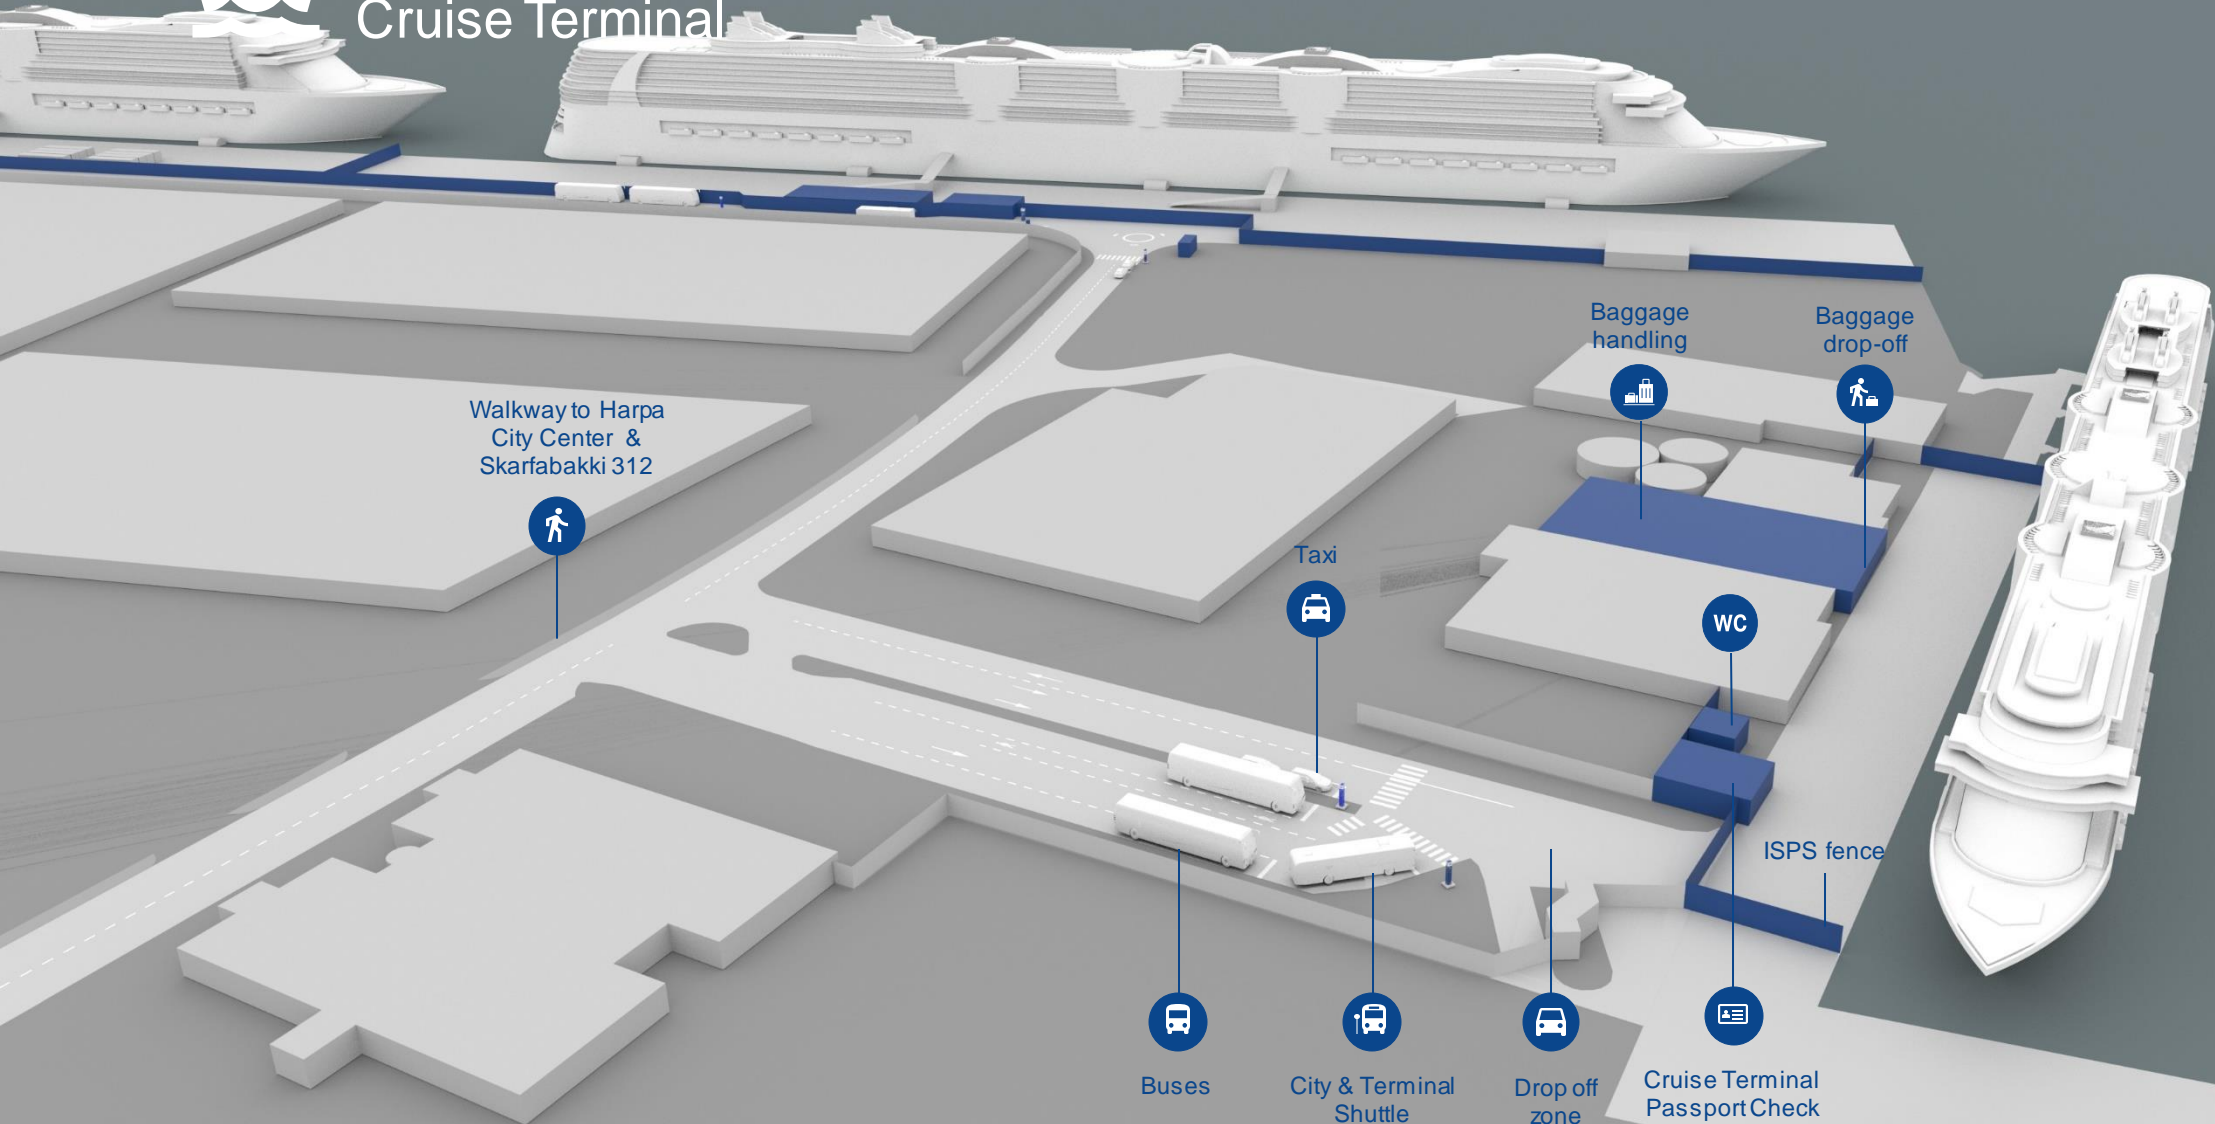 Cruise Terminal
Baggage
handling
Baggage
drop-off
Walkway to Harpa
City Center &
Skarfabakki 312
Taxi
WC
ISPS fence
Buses
City & Terminal
Shuttle
Drop off
zone
Cruise Terminal
Passport Check